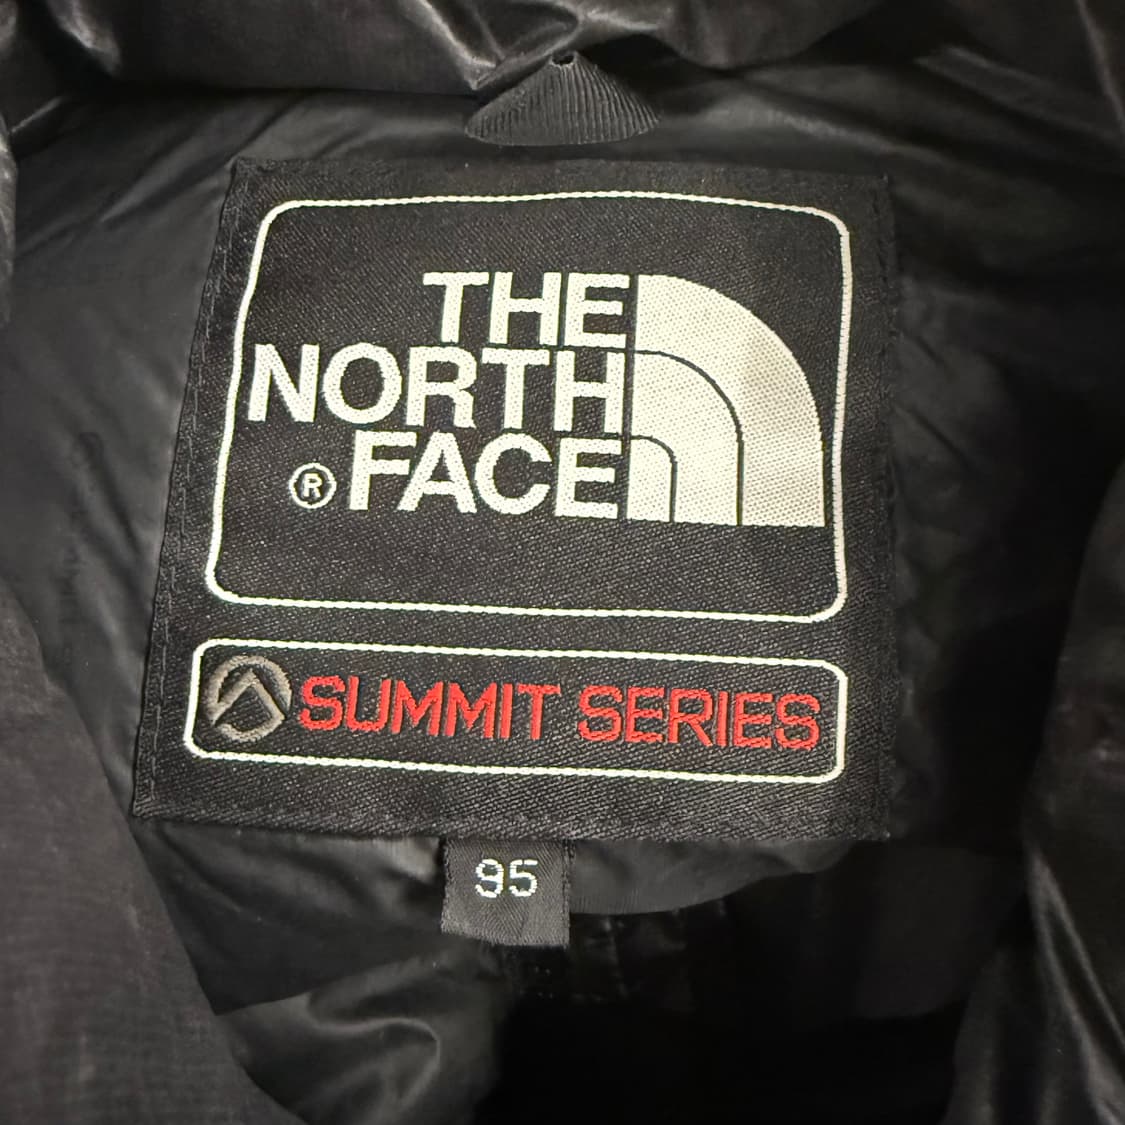 THE
NORTH
® FACE
SUMMIT SERIES
95